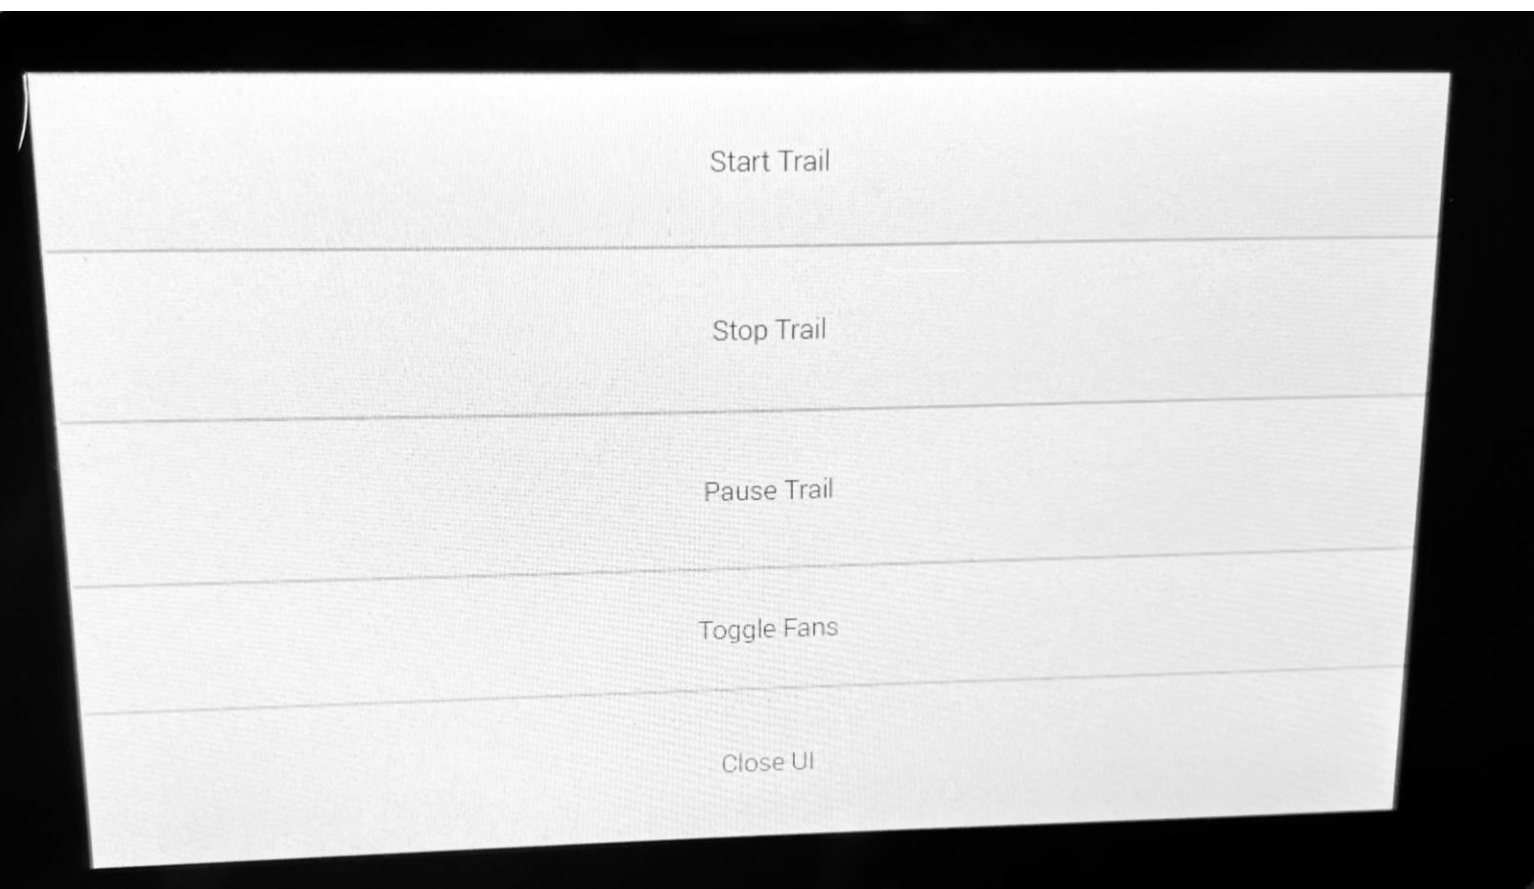 Start Trail
Stop Trail
Pause Trail
Toggle Fans
Close UI